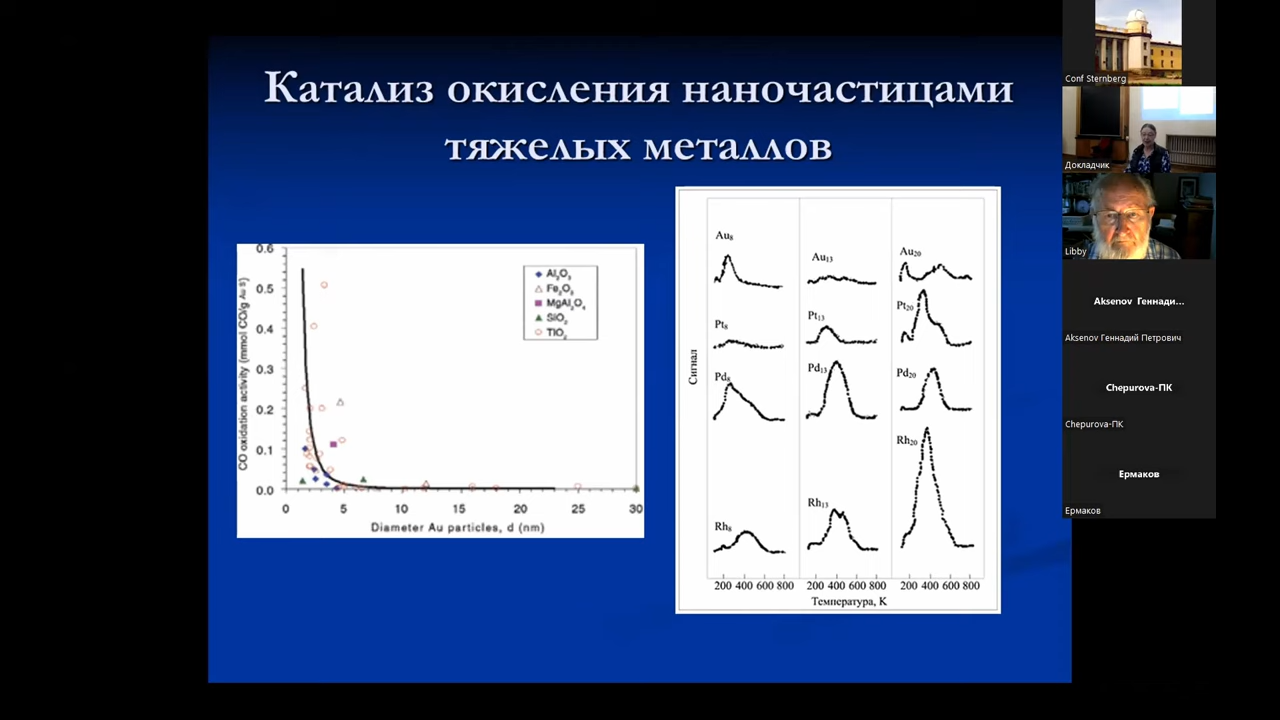 Катализ окисления наночастицами
тяжелых металлов
CO oxidation activity (mmol CO/g Au s)
0.6
0.5
0.4
0.3
0.2
0.1
0.0
0 5 10 15 20 25 30
Diameter Au particles, d (nm)
Al₂O₃
Fe₂O₃
MgAl₂O₄
SiO₂
TiO₂
Сигнал
Au₈ Au₁₃ Au₂₀
Pt₈ Pt₁₃ Pt₂₀
Pd₈ Pd₁₃ Pd₂₀
Rh₈ Rh₁₃ Rh₂₀
200 400 600 800 200 400 600 800 200 400 600 800
Температура, К
Conf Sternberg
Докладчик
Libby
Aksenov Геннади...
Aksenov Геннадий Петрович
Chepurova-ПК
Chepurova-ПК
Ермаков
Ермаков